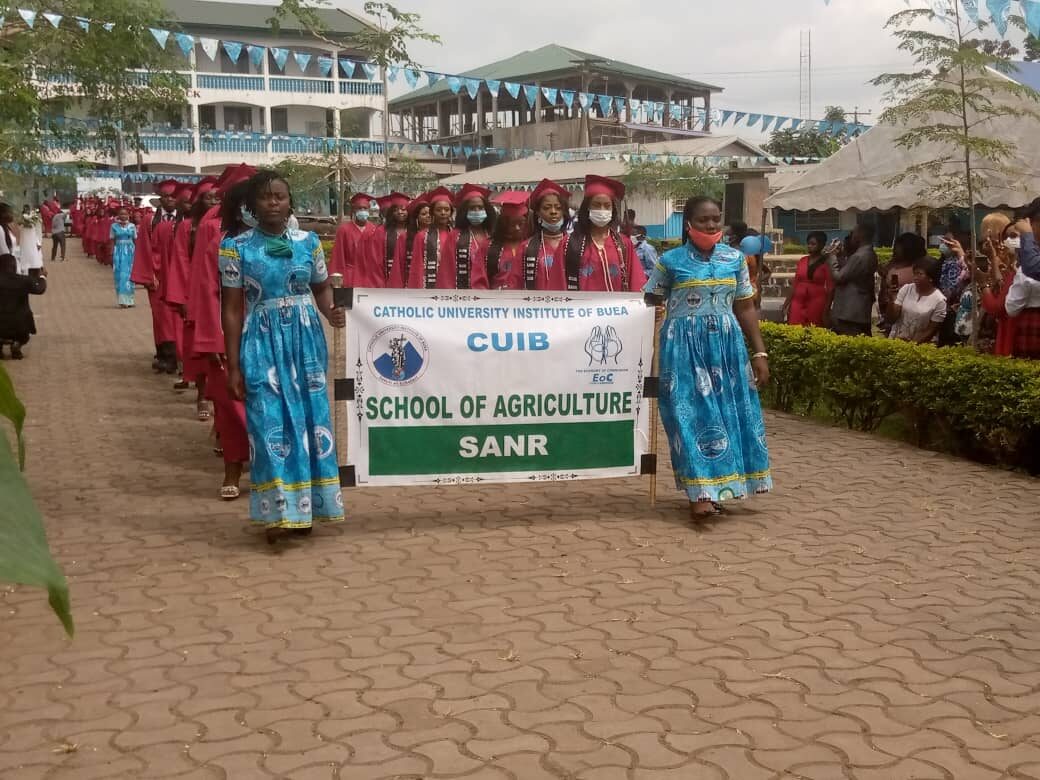 CATHOLIC UNIVERSITY INSTITUTE OF BUEA
CUIB
EoC
SCHOOL OF AGRICULTURE
SANR